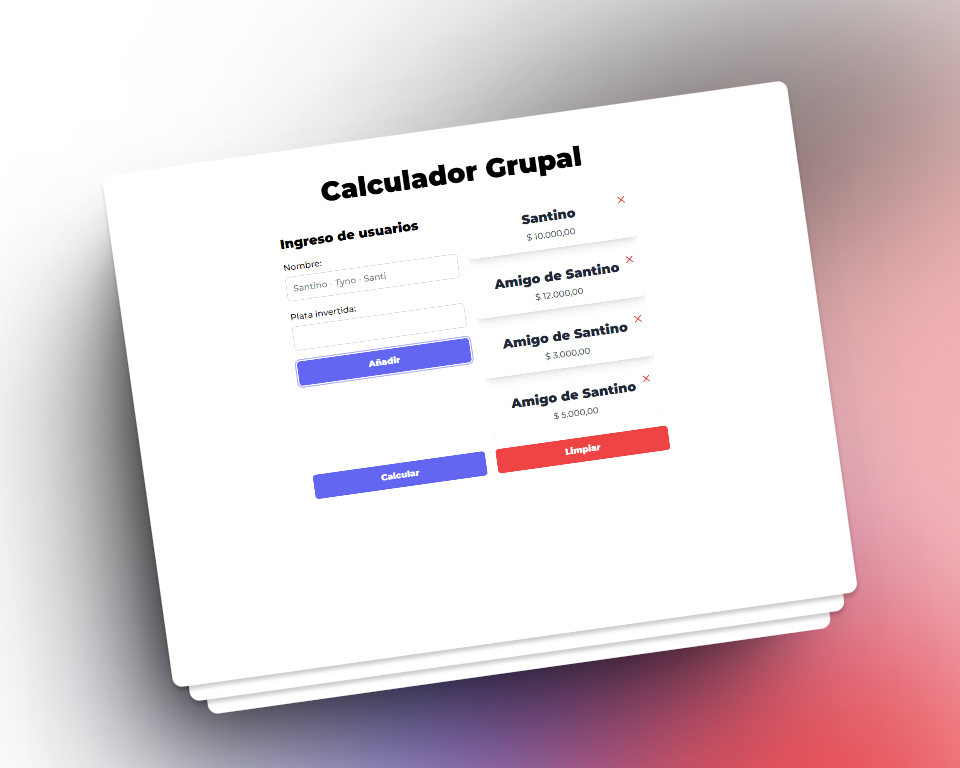 Calculador Grupal
Ingreso de usuarios
Nombre:
Santino - Tyno - Santi
Plata invertida:
Añadir
Santino
$ 10.000,00
Amigo de Santino
$ 12.000,00
Amigo de Santino
$ 3.000,00
Amigo de Santino
$ 5.000,00
Calcular
Limpiar